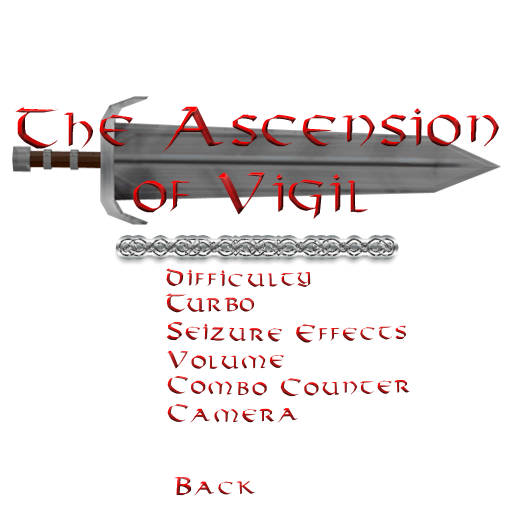 The Ascension
of Vigil
Difficulty
Turbo
Seizure Effects
Volume
Combo Counter
Camera
Back